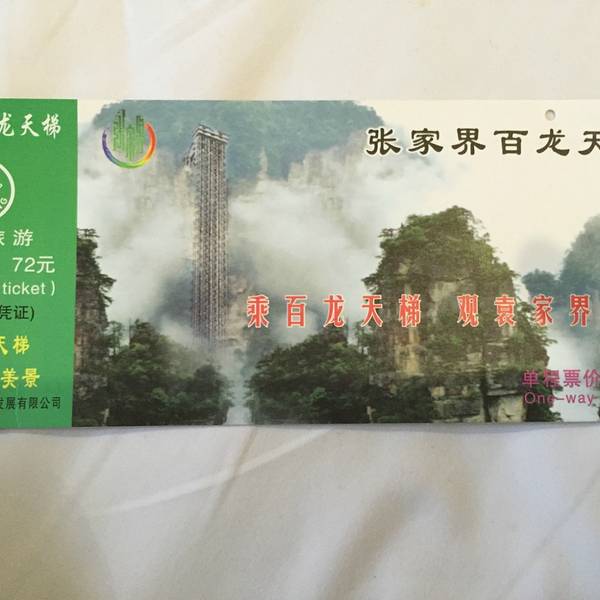 龙天梯
旅游
72元
ticket)
凭证)
天梯
美景
发展有限公司
张家界百龙天
乘百龙天梯 观袁家界
单程票价
One-way